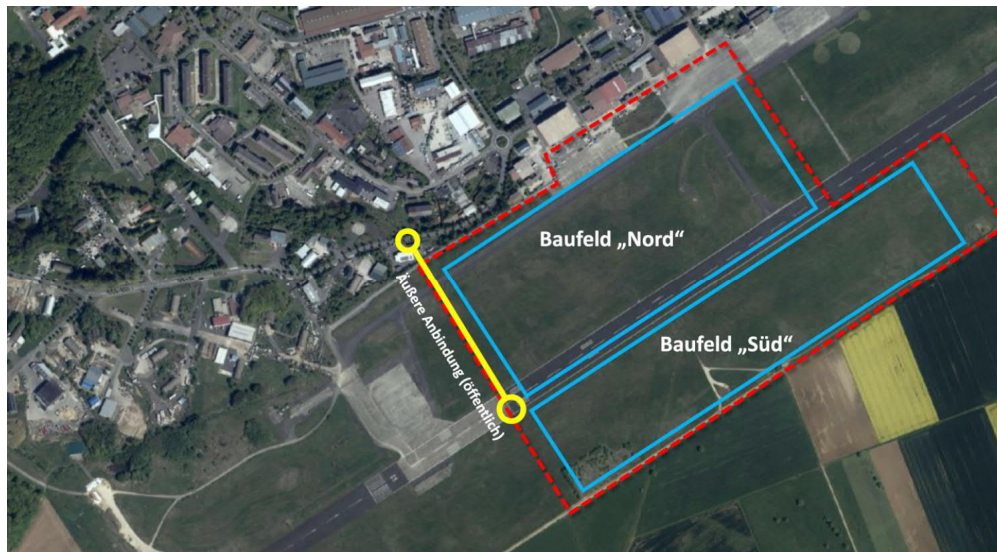 Baufeld „Nord“
Baufeld „Süd“
Äußere Anbindung (öffentlich)